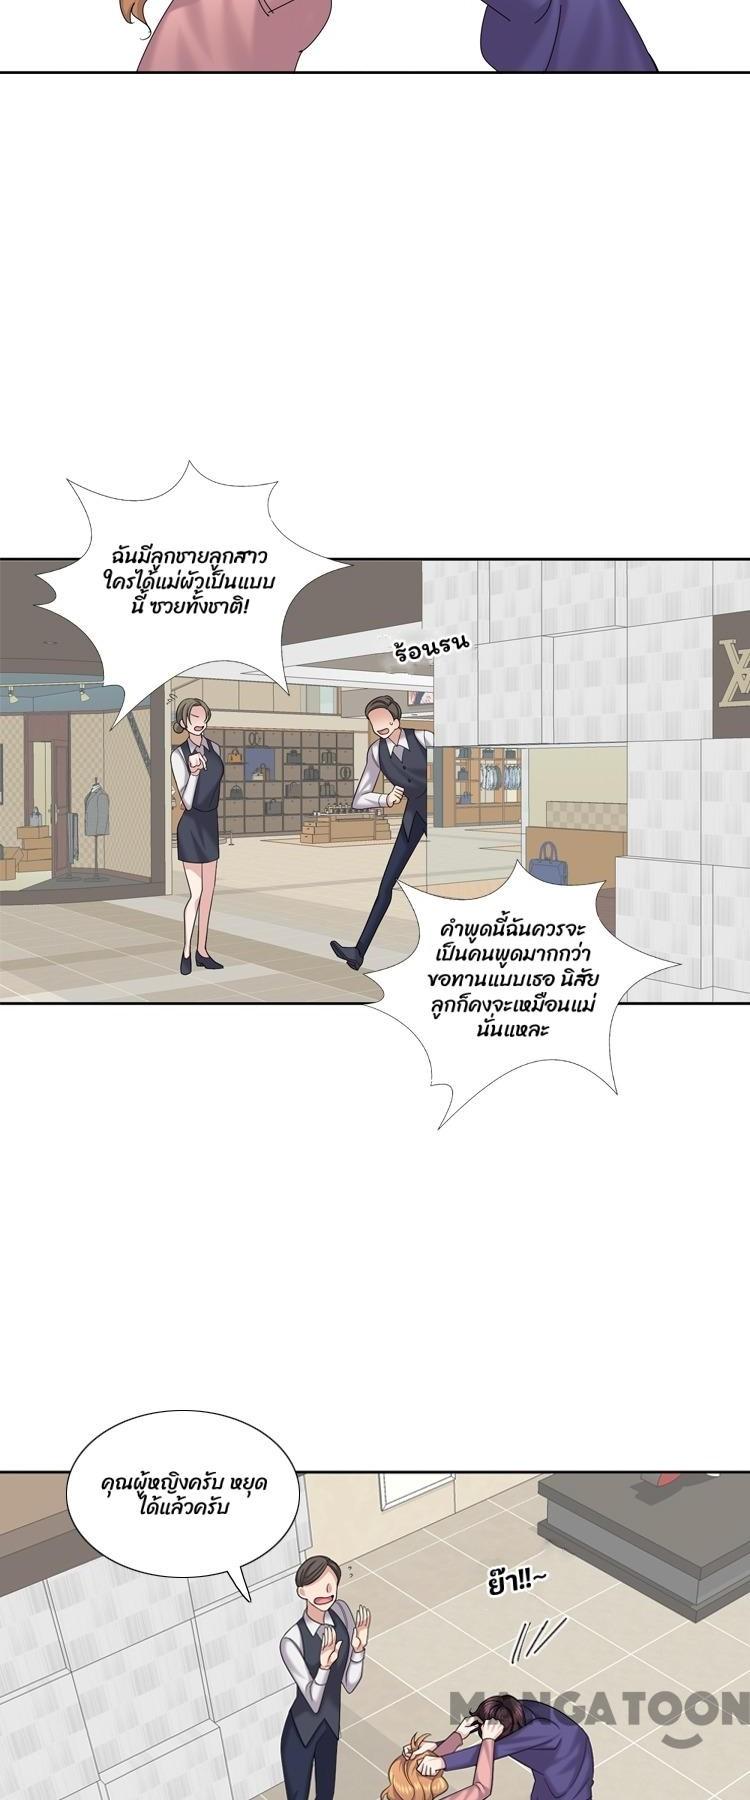 ฉันมีลูกชายลูกสาว
ใครได้แม่ผัวเป็นแบบ
นี้ ซวยทั้งชาติ!
ร้อนรน
LV
คำพูดนี้ฉันควรจะ
เป็นคนพูดมากกว่า
ขอทานแบบเธอ นิสัย
ลูกก็คงจะเหมือนแม่
นั่นแหละ
คุณผู้หญิงครับ หยุด
ได้แล้วครับ
ย๊า!!~
MANGATOON